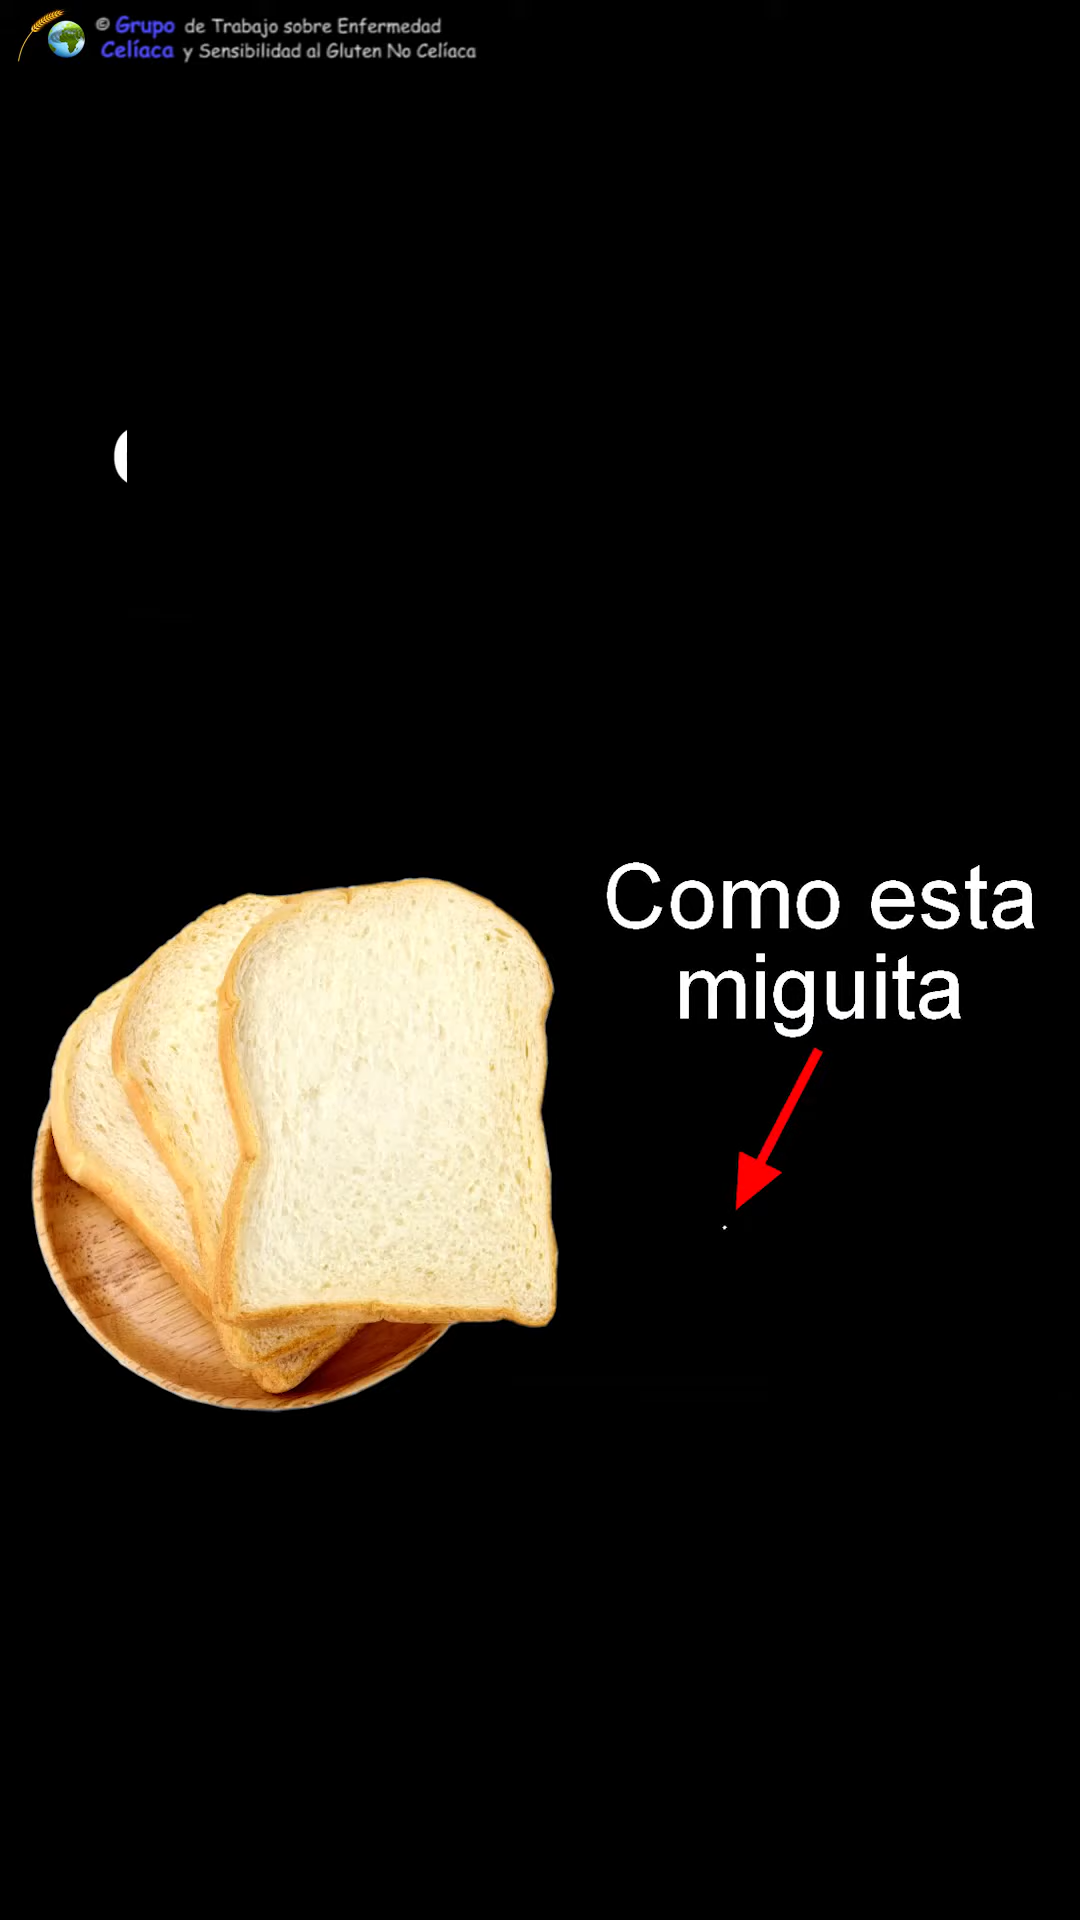 © Grupo de Trabajo sobre Enfermedad
Celíaca y Sensibilidad al Gluten No Celíaca
Como esta
miguita